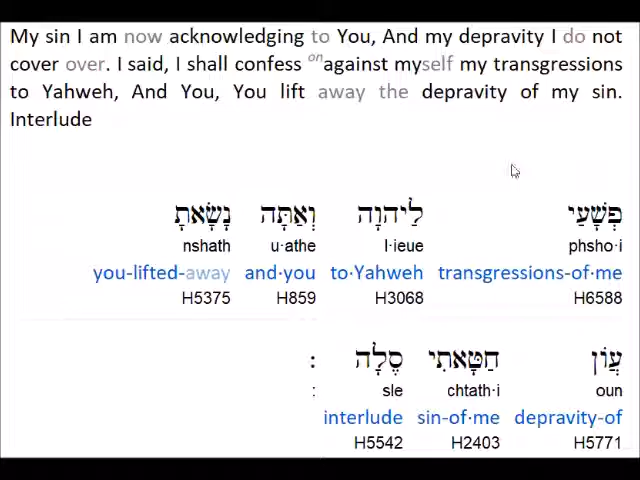 My sin I am now acknowledging to You, And my depravity I do not
cover over. I said, I shall confess on against myself my transgressions
to Yahweh, And You, You lift away the depravity of my sin.
Interlude
פְשָׁעַי לַיהוָה וְאַתָּה נָשָׂאתָ
phsho·i l·ieue u·athe nshath
transgressions-of·me to·Yahweh and·you you-lifted-away
H6588 H3068 H859 H5375
עֲוֺן חַטָּאתִי סֶלָה :
oun chtath·i sle :
depravity-of sin-of·me interlude
H5771 H2403 H5542